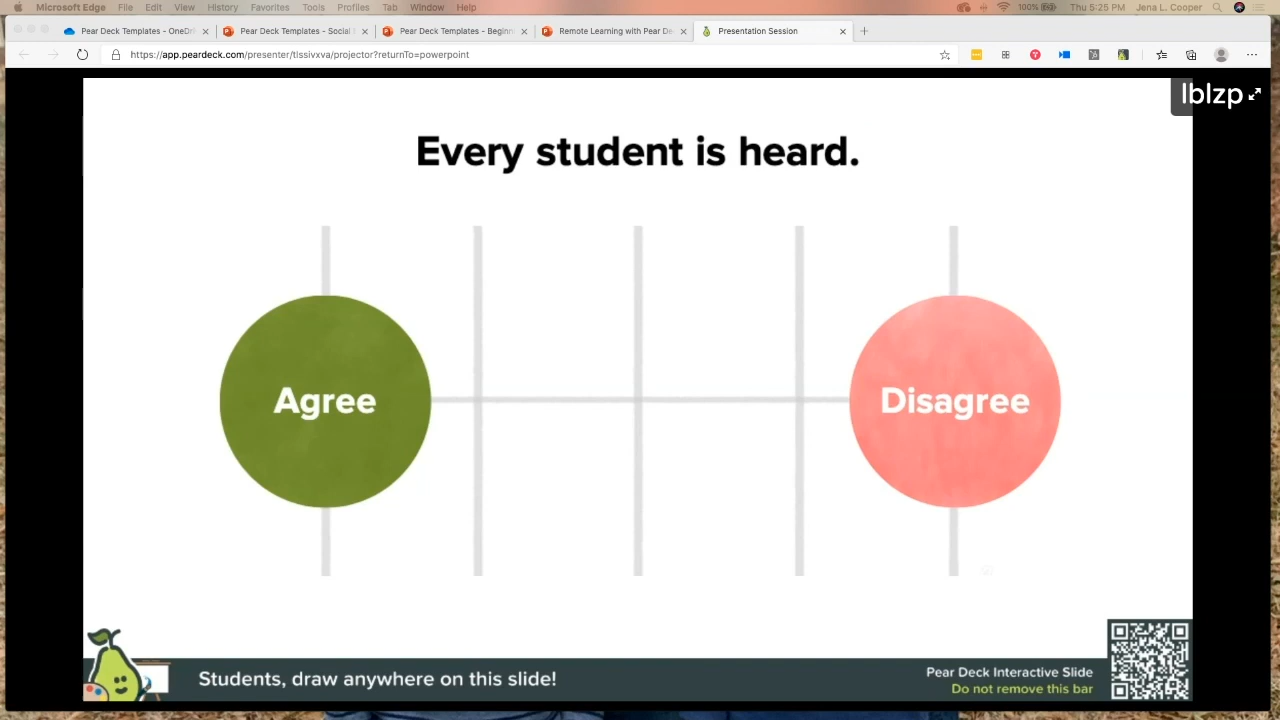 Microsoft Edge File Edit View History Favorites Tools Profiles Tab Window Help 100% Thu 5:25 PM Jena L. Cooper
Pear Deck Templates - OneDri Pear Deck Templates - Social Pear Deck Templates - Beginn Remote Learning with Pear De Presentation Session
https://app.peardeck.com/presenter/tlssivxva/projector?returnTo=powerpoint
lblzp
Every student is heard.
Agree
Disagree
Students, draw anywhere on this slide!
Pear Deck Interactive Slide
Do not remove this bar